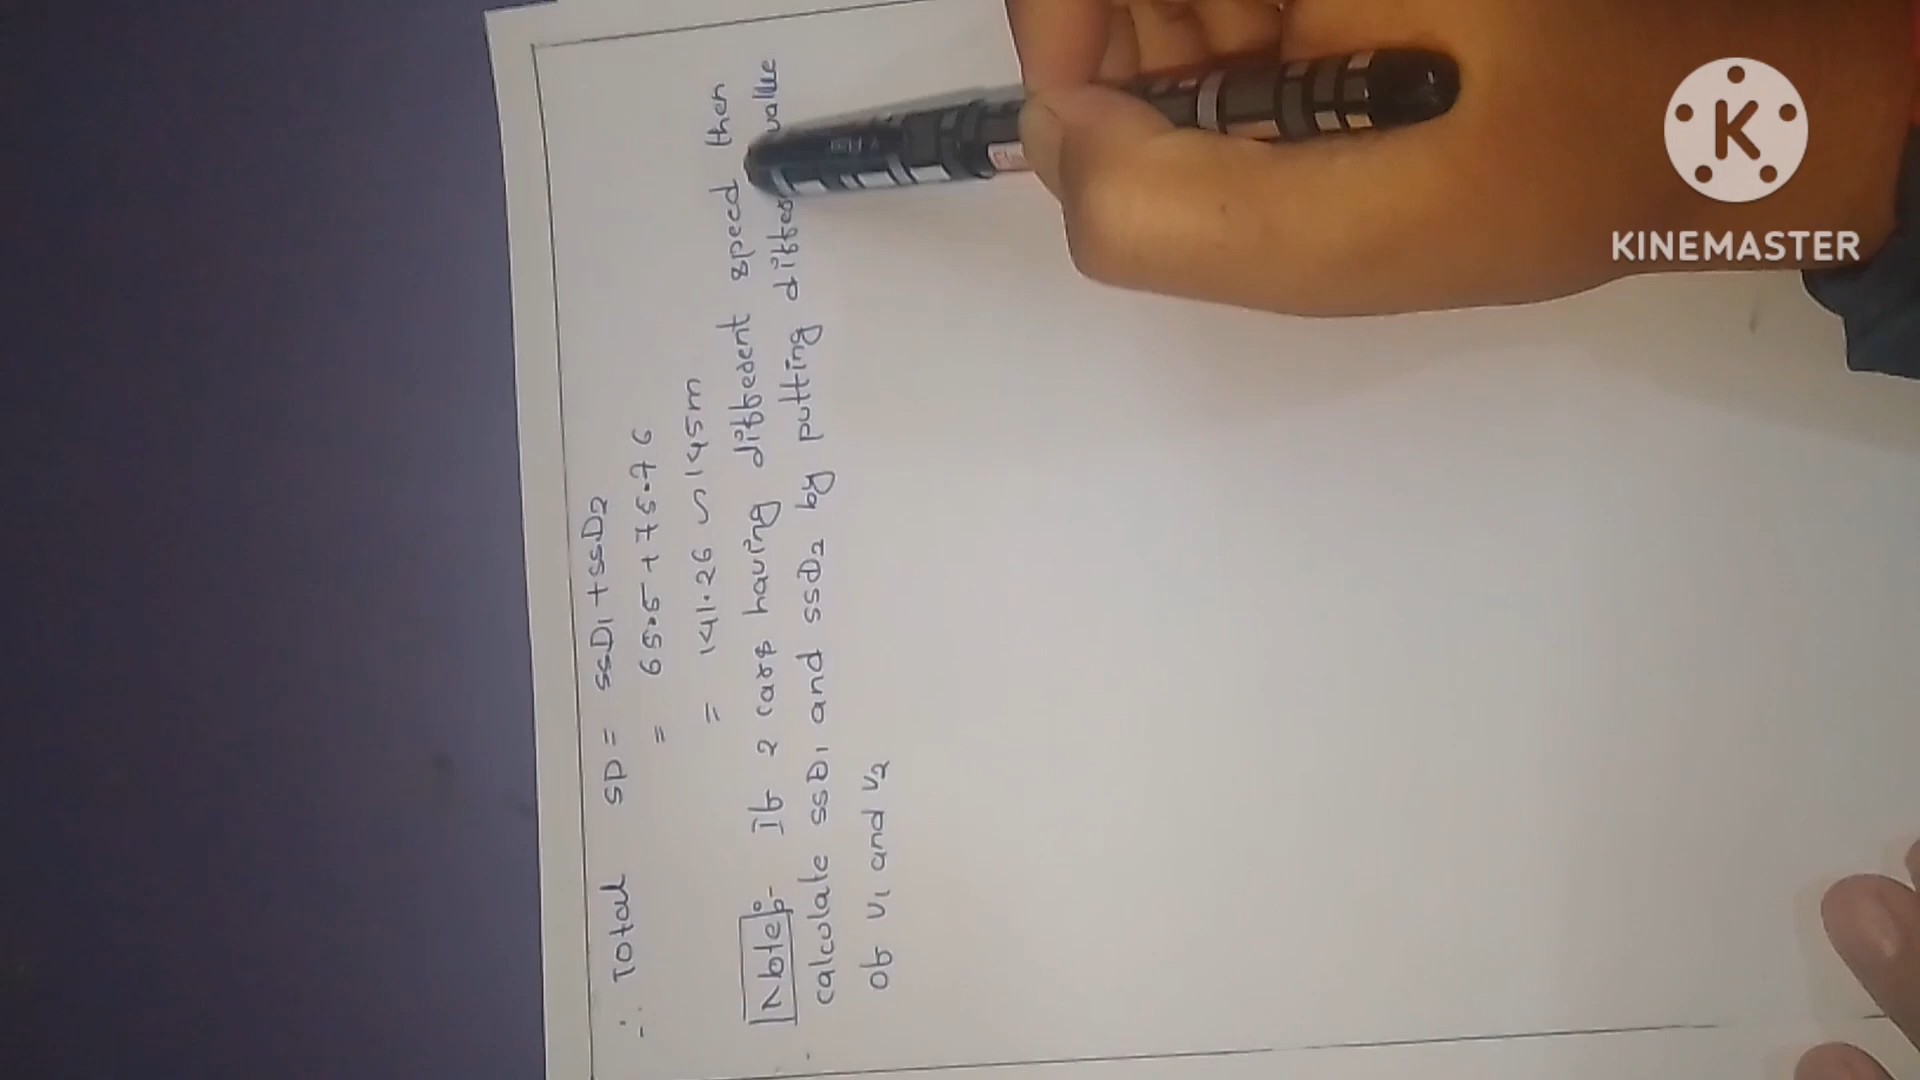 ∴ Total SD = SSD1 + SSD2
= 65.5 + 75.76
= 141.26 ∽ 145m
Note :- If 2 cars having different speed then
calculate SSD1 and SSD2 by putting value
of V1 and V2
K
KINEMASTER